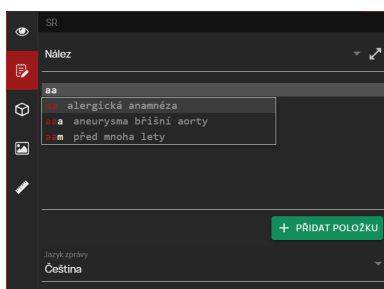 SR
Nález
aa
aa alergická anamnéza
aaa aneurysma břišní aorty
aam před mnoha lety
+ PŘIDAT POLOŽKU
Jazyk zprávy
Čeština